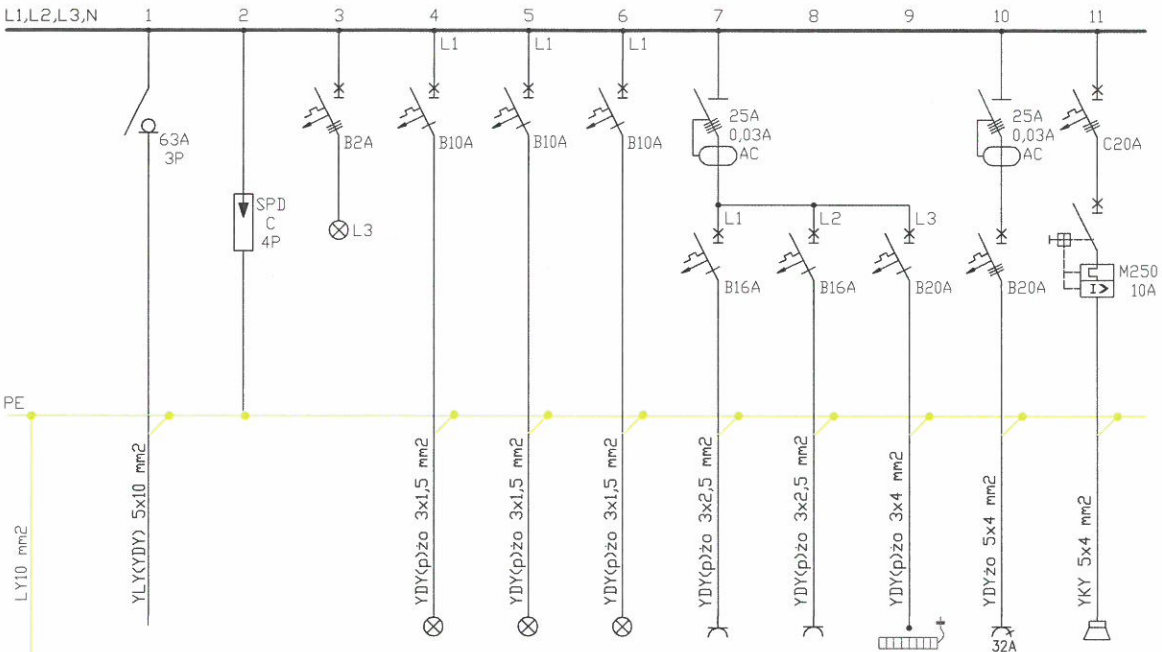 L1,L2,L3,N
1 2 3 4 5 6 7 8 9 10 11
L1 L1 L1
63A
3P
SPD
C
4P
B2A
L3
B10A
B10A
B10A
25A
0,03A
AC
L1 L2 L3
B16A
B16A
B20A
25A
0,03A
AC
B20A
C20A
M250
I>
10A
PE
LY10 mm2
YLY(YDY) 5x10 mm2
YDY(p)żo 3x1,5 mm2
YDY(p)żo 3x1,5 mm2
YDY(p)żo 3x1,5 mm2
YDY(p)żo 3x2,5 mm2
YDY(p)żo 3x2,5 mm2
YDY(p)żo 3x4 mm2
YDYżo 5x4 mm2
YKY 5x4 mm2
32A